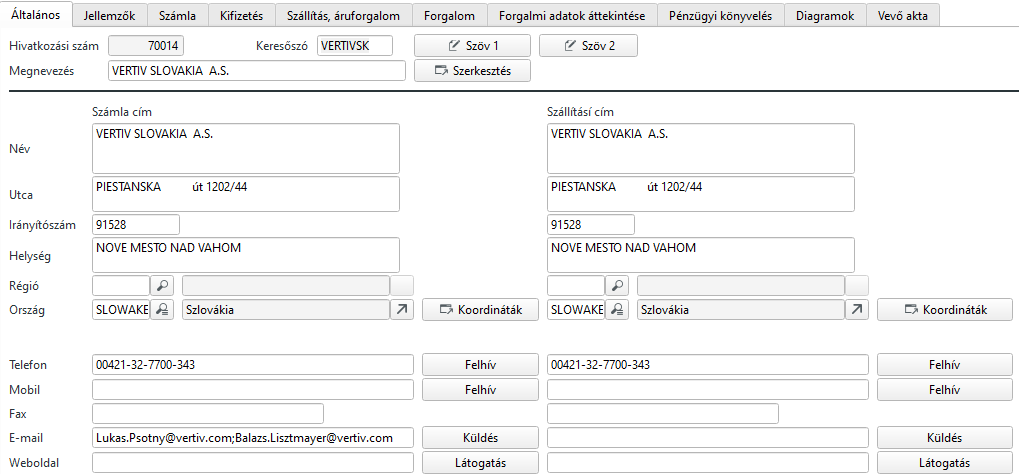 Általános Jellemzők Számla Kifizetés Szállítás, áruforgalom Forgalom Forgalmi adatok áttekintése Pénzügyi könyvelés Diagramok Vevő akta
Hivatkozási szám 70014 Keresőszó VERTIVSK Szöv 1 Szöv 2
Megnevezés VERTIV SLOVAKIA A.S. Szerkesztés
Számla cím Szállítási cím
Név VERTIV SLOVAKIA A.S. VERTIV SLOVAKIA A.S.
Utca PIESTANSKA út 1202/44 PIESTANSKA út 1202/44
Irányítószám 91528 91528
Helység NOVE MESTO NAD VAHOM NOVE MESTO NAD VAHOM
Régió
Ország SLOWAKE Szlovákia Koordináták SLOWAKE Szlovákia Koordináták
Telefon 00421-32-7700-343 Felhív 00421-32-7700-343 Felhív
Mobil Felhív Felhív
Fax
E-mail Lukas.Psotny@vertiv.com;Balazs.Lisztmayer@vertiv.com Küldés Küldés
Weboldal Látogatás Látogatás